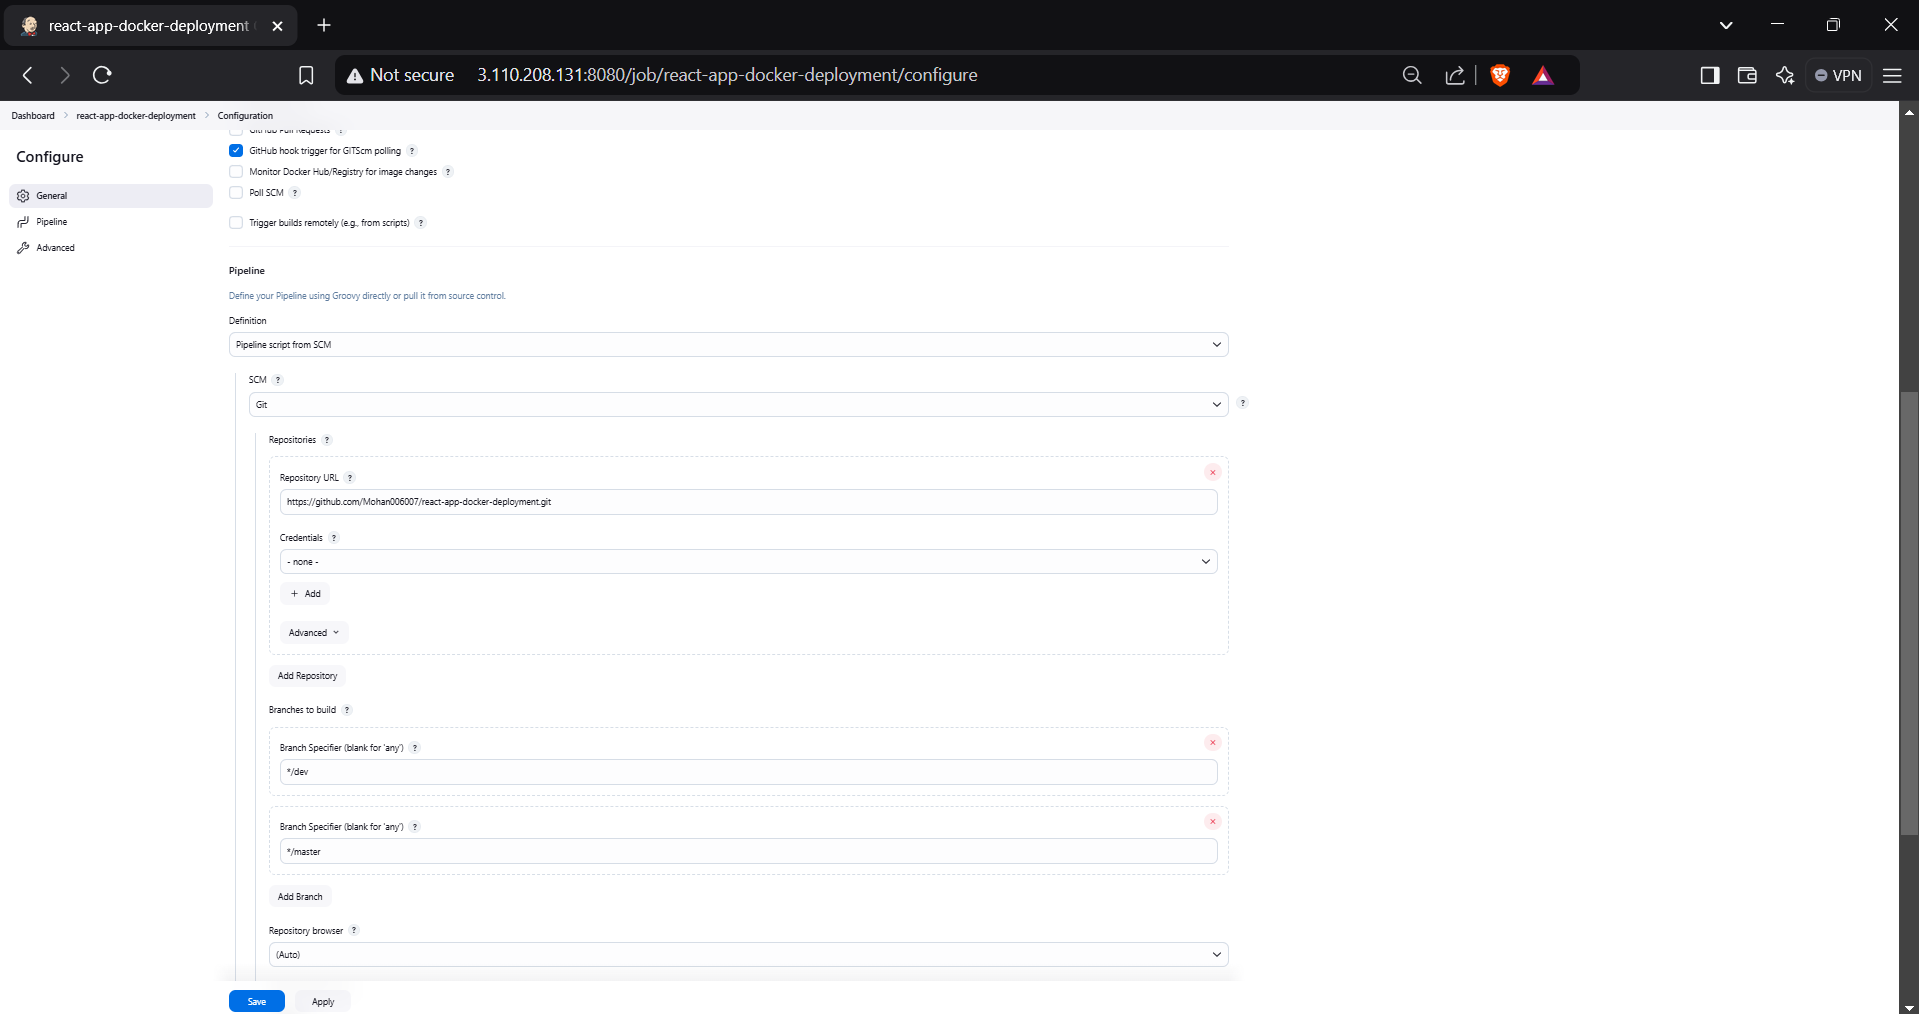 react-app-docker-deployment
Not secure 3.110.208.131:8080/job/react-app-docker-deployment/configure
VPN
Dashboard > react-app-docker-deployment > Configuration
Configure
General
Pipeline
Advanced
GitHub Pull Requests ?
GitHub hook trigger for GITScm polling ?
Monitor Docker Hub/Registry for image changes ?
Poll SCM ?
Trigger builds remotely (e.g., from scripts) ?
Pipeline
Define your Pipeline using Groovy directly or pull it from source control.
Definition
Pipeline script from SCM
SCM ?
Git
?
Repositories ?
Repository URL ?
https://github.com/Mohan006007/react-app-docker-deployment.git
Credentials ?
- none -
+ Add
Advanced
Add Repository
Branches to build ?
Branch Specifier (blank for 'any') ?
*/dev
Branch Specifier (blank for 'any') ?
*/master
Add Branch
Repository browser ?
(Auto)
Save
Apply